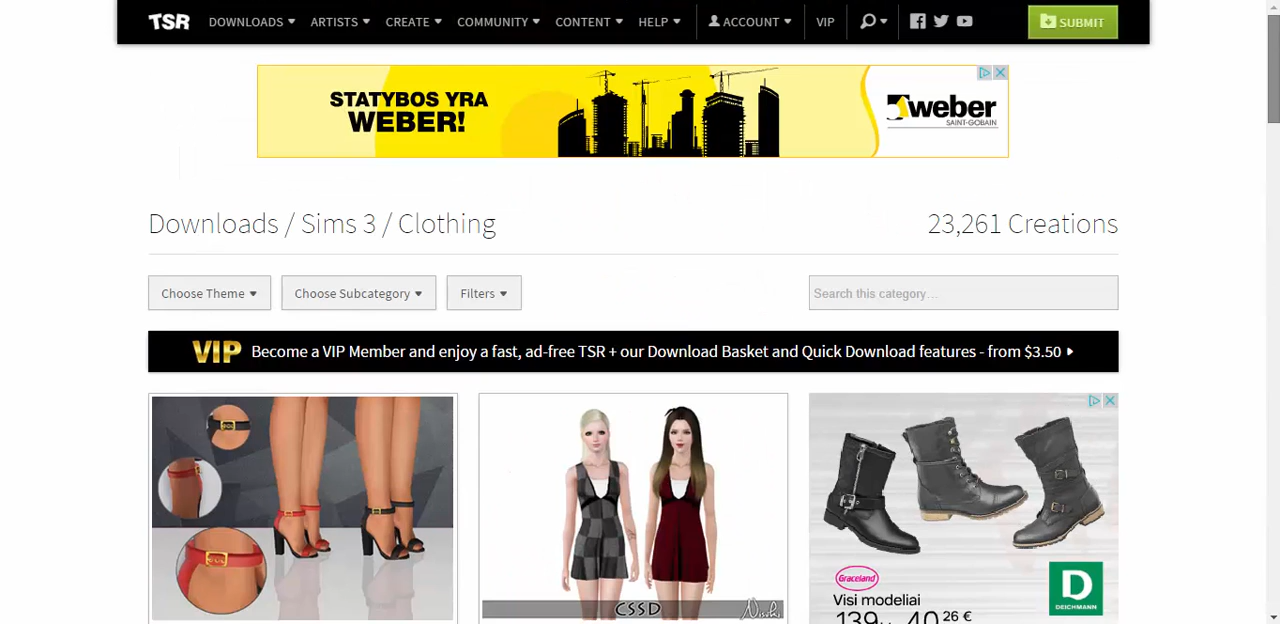 TSR DOWNLOADS ARTISTS CREATE COMMUNITY CONTENT HELP ACCOUNT VIP SUBMIT
STATYBOS YRA
WEBER!
weber
SAINT-GOBAIN
Downloads / Sims 3 / Clothing 23,261 Creations
Choose Theme Choose Subcategory Filters Search this category...
VIP Become a VIP Member and enjoy a fast, ad-free TSR + our Download Basket and Quick Download features - from $3.50
CSSD
Graceland
Visi modeliai
D
DEICHMANN
26 €